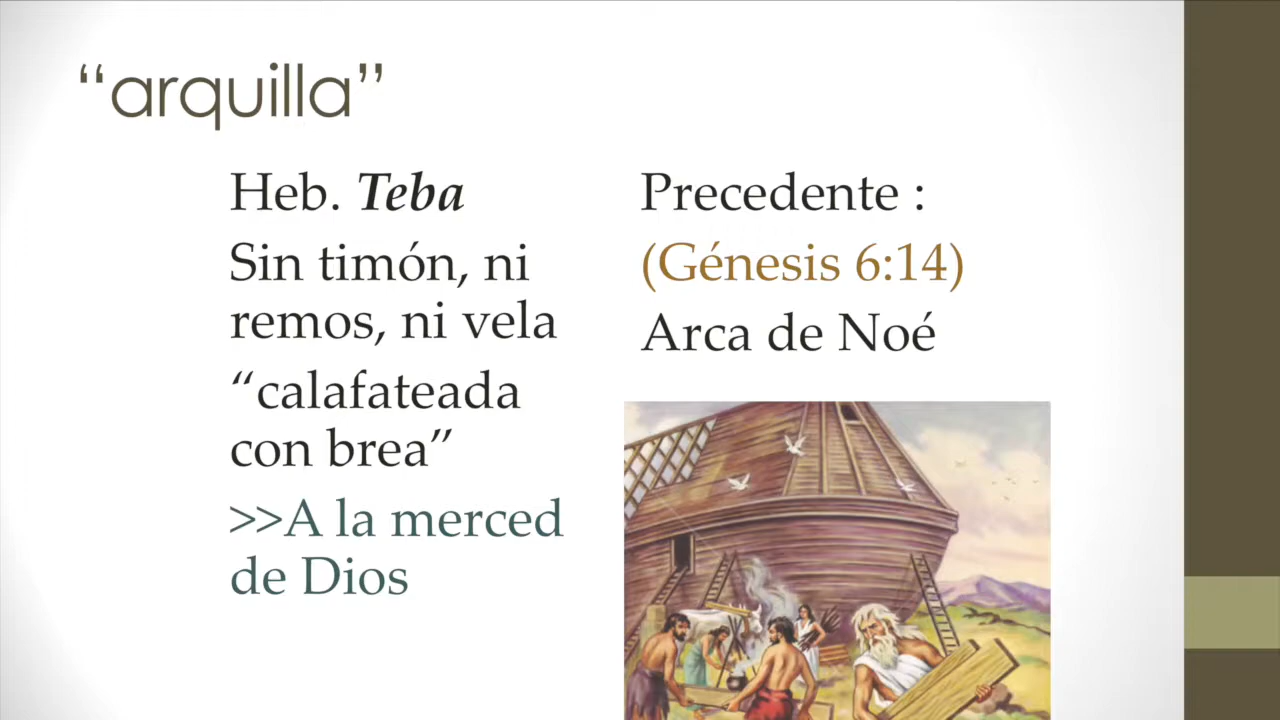 “arquilla”
Heb. Teba
Sin timón, ni
remos, ni vela
“calafateada
con brea”
>>A la merced
de Dios
Precedente :
(Génesis 6:14)
Arca de Noé